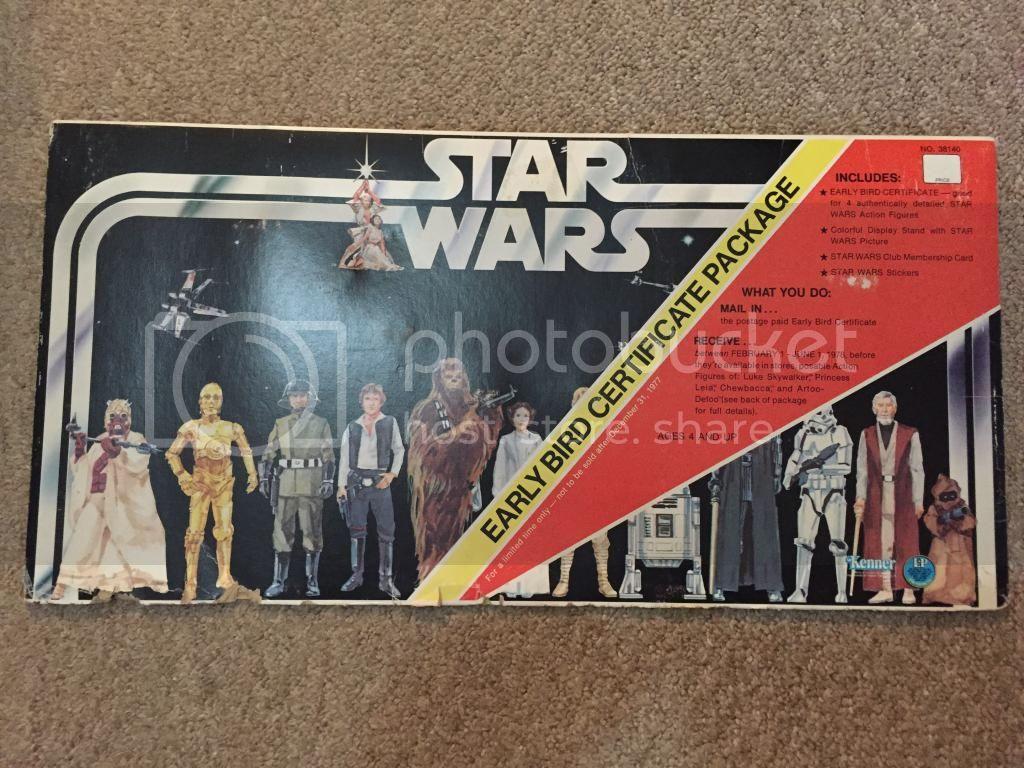 STAR
WARS
EARLY BIRD CERTIFICATE PACKAGE
For a limited time only — not to be sold after December 31, 1977
NO. 38140
PRICE
INCLUDES:
★ EARLY BIRD CERTIFICATE — good
for 4 authentically detailed STAR
WARS Action Figures
★ Colorful Display Stand with STAR
WARS Picture
★ STAR WARS Club Membership Card
★ STAR WARS Stickers
WHAT YOU DO:
MAIL IN...
the postage paid Early Bird Certificate
RECEIVE...
between FEBRUARY 1 - JUNE 1, 1978, before
they're available in stores, posable Action
Figures of: Luke Skywalker, Princess
Leia, Chewbacca, and Artoo-
Detoo (see back of package
for full details).
AGES 4 AND UP
Kenner
photobucket
host. store. share.